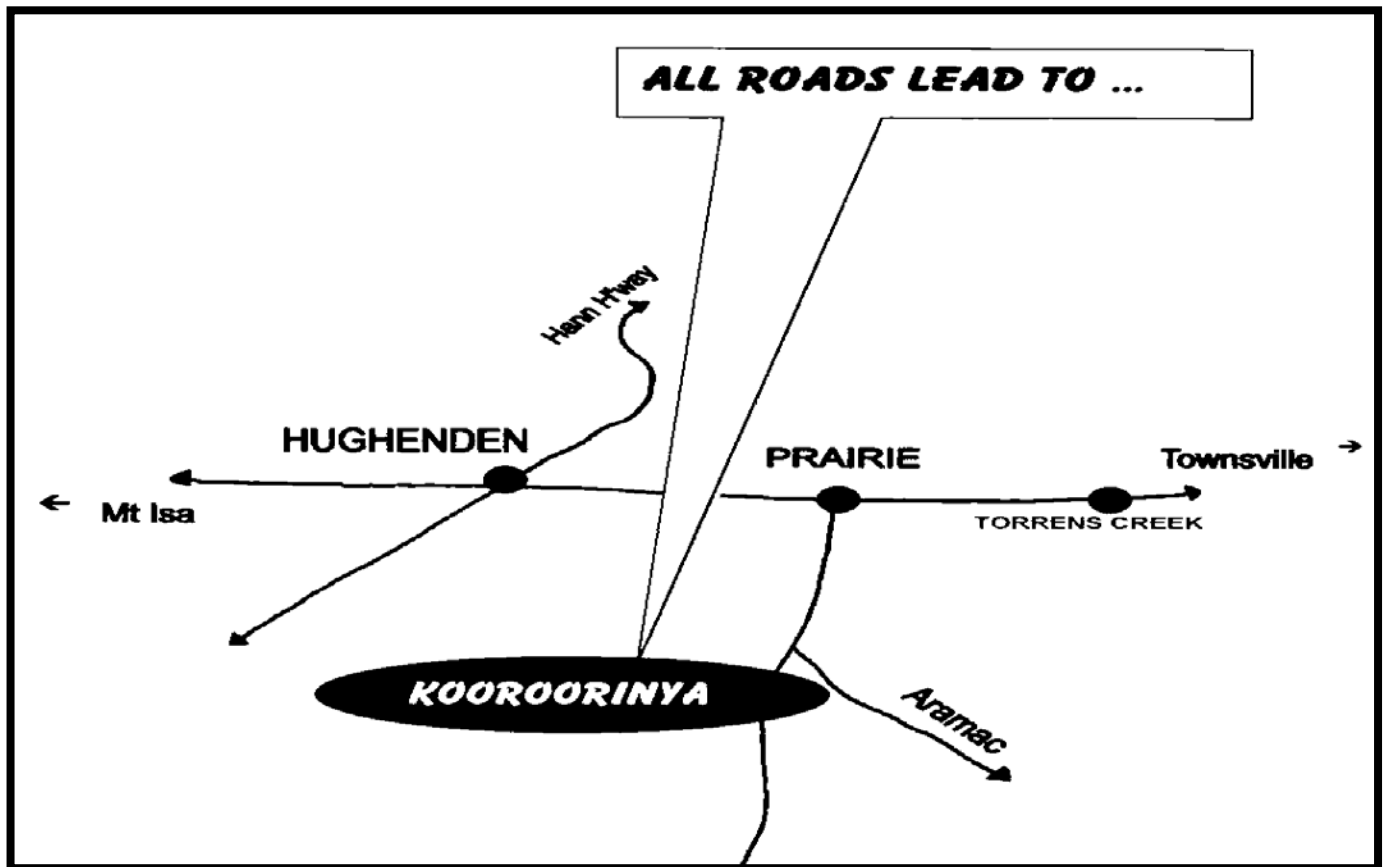 ALL ROADS LEAD TO ...
Hann H'way
HUGHENDEN
PRAIRIE
Townsville
Mt Isa
TORRENS CREEK
KOOROORINYA
Aramac